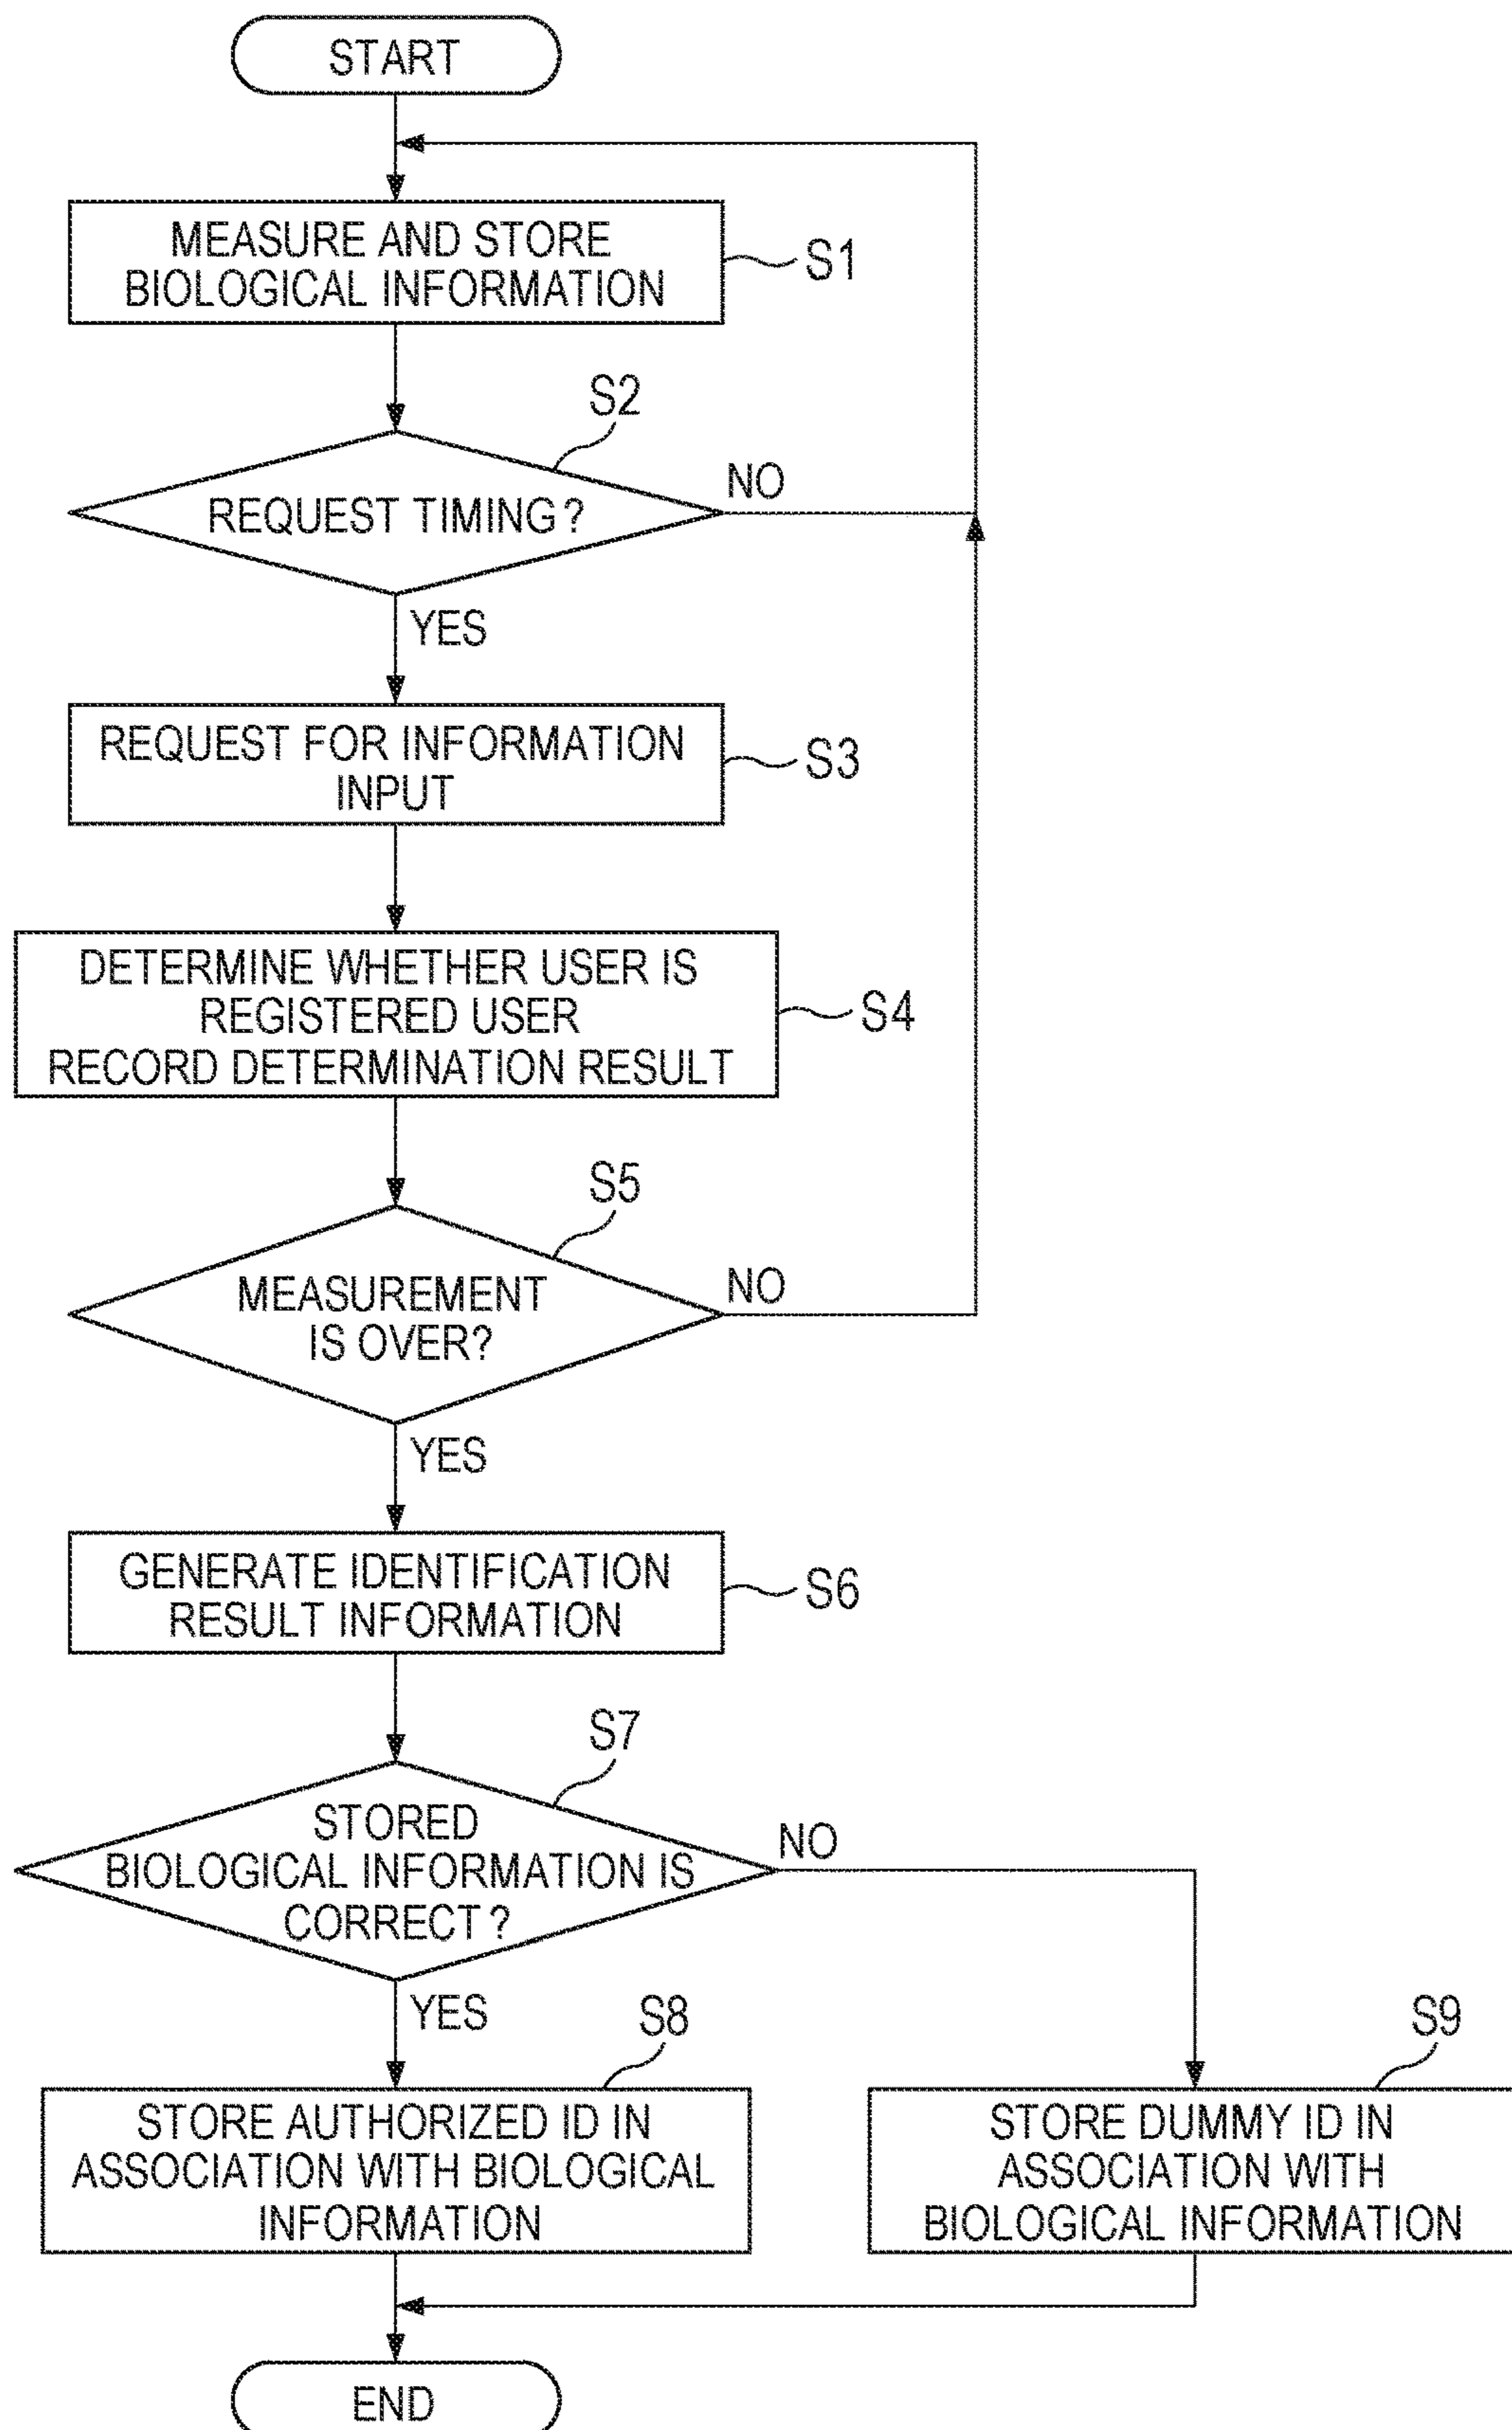 START
MEASURE AND STORE
BIOLOGICAL INFORMATION
S1
S2
REQUEST TIMING?
NO
YES
REQUEST FOR INFORMATION
INPUT
S3
DETERMINE WHETHER USER IS
REGISTERED USER
RECORD DETERMINATION RESULT
S4
S5
MEASUREMENT
IS OVER?
NO
YES
GENERATE IDENTIFICATION
RESULT INFORMATION
S6
S7
STORED
BIOLOGICAL INFORMATION IS
CORRECT?
NO
YES
S8
STORE AUTHORIZED ID IN
ASSOCIATION WITH BIOLOGICAL
INFORMATION
S9
STORE DUMMY ID IN
ASSOCIATION WITH
BIOLOGICAL INFORMATION
END